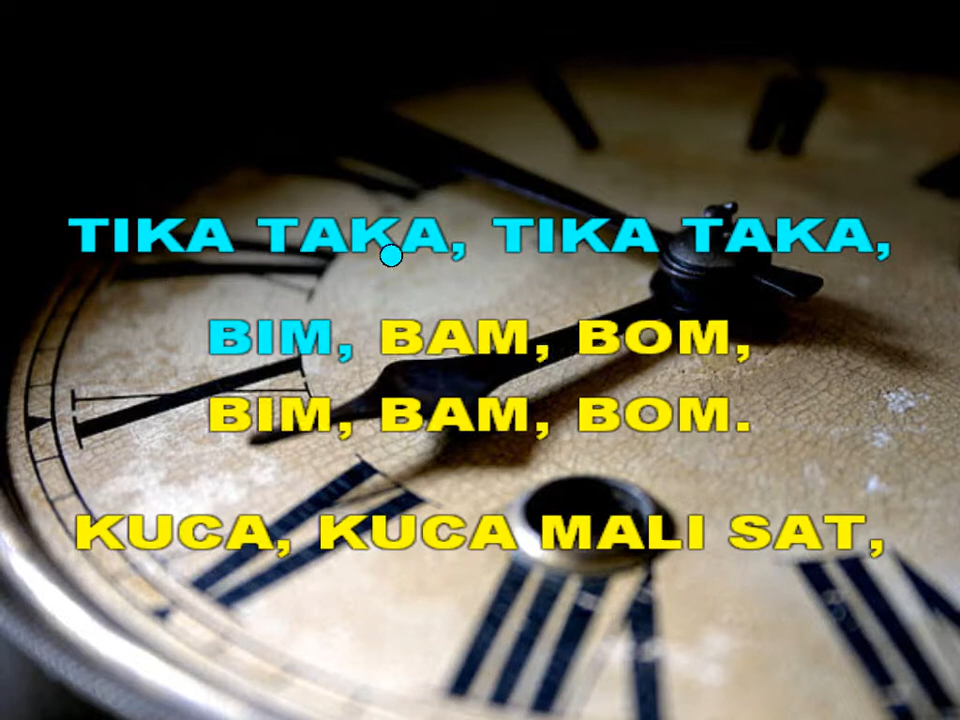 TIKA TAKA, TIKA TAKA,
BIM, BAM, BOM,
BIM, BAM, BOM.
KUCA, KUCA MALI SAT,